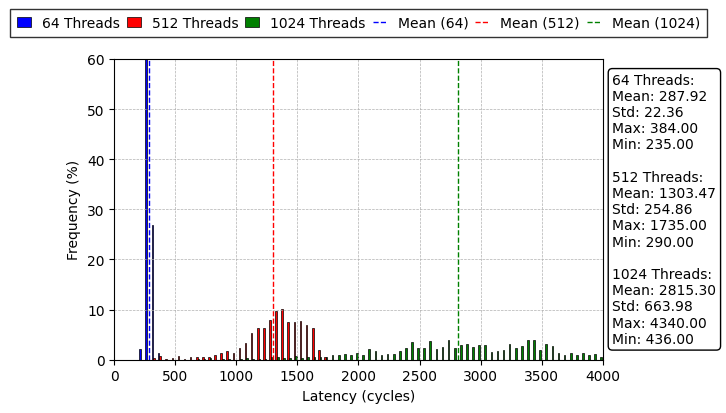 64 Threads 512 Threads 1024 Threads Mean (64) Mean (512) Mean (1024)
60
50
40
30
20
10
0
Frequency (%)
0 500 1000 1500 2000 2500 3000 3500 4000
Latency (cycles)
64 Threads:
Mean: 287.92
Std: 22.36
Max: 384.00
Min: 235.00
512 Threads:
Mean: 1303.47
Std: 254.86
Max: 1735.00
Min: 290.00
1024 Threads:
Mean: 2815.30
Std: 663.98
Max: 4340.00
Min: 436.00